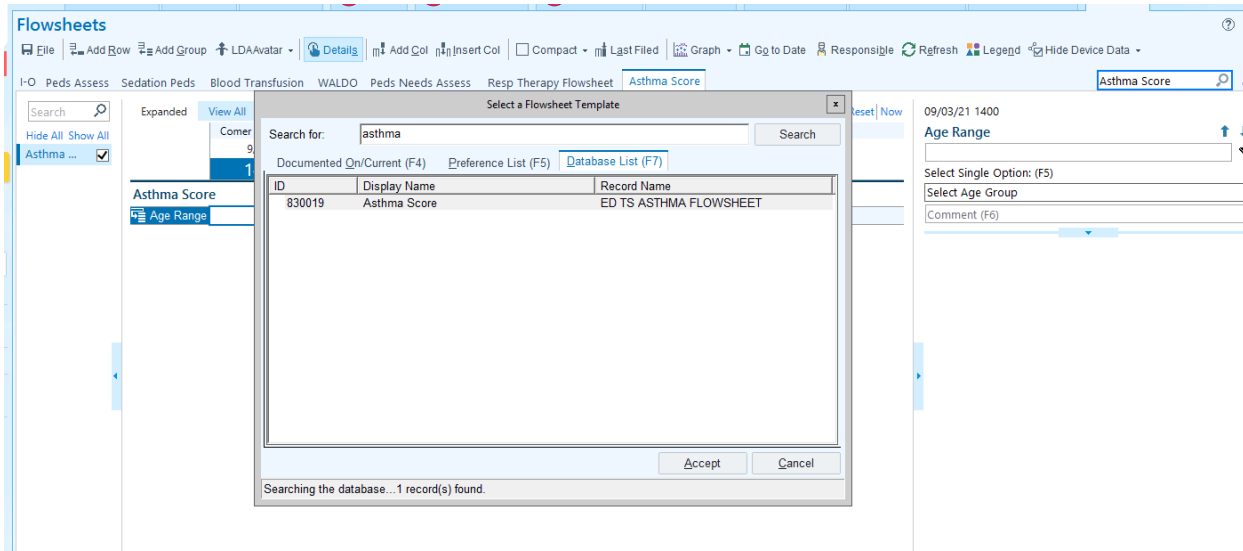 Flowsheets
File Add Row Add Group LDAAvatar Details Add Col Insert Col Compact Last Filed Graph Go to Date Responsible Refresh Legend Hide Device Data
I-O Peds Assess Sedation Peds Blood Transfusion WALDO Peds Needs Assess Resp Therapy Flowsheet Asthma Score
Asthma Score
Search
Hide All Show All
Asthma ...
Expanded View All
Reset Now
Asthma Score
Age Range
Select a Flowsheet Template
Search for: asthma Search
Documented On/Current (F4) Preference List (F5) Database List (F7)
ID Display Name Record Name
830019 Asthma Score ED TS ASTHMA FLOWSHEET
Accept Cancel
Searching the database...1 record(s) found.
09/03/21 1400
Age Range
Select Single Option: (F5)
Select Age Group
Comment (F6)